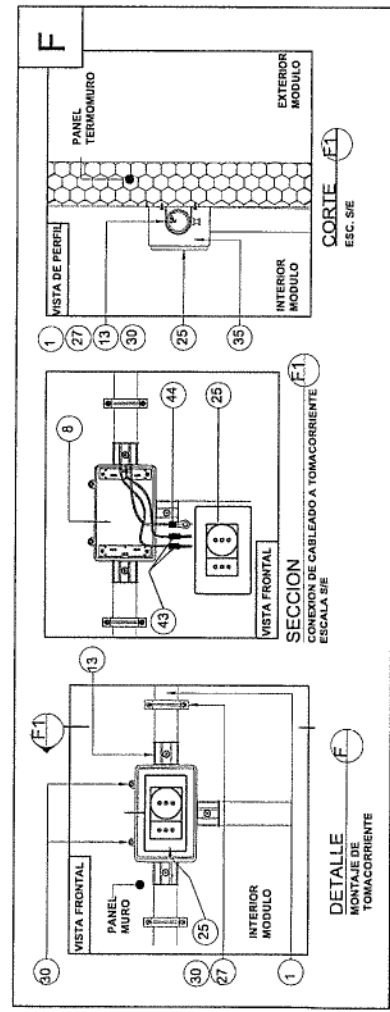 F
VISTA FRONTAL
F1
PANEL
MURO
INTERIOR
MODULO
30
13
25
30
27
1
DETALLE
MONTAJE DE
TOMACORRIENTE
F
VISTA FRONTAL
8
44
25
43
SECCION
CONEXION DE CABLEADO A TOMACORRIENTE
ESCALA S/E
F1
VISTA DE PERFIL
PANEL
TERMOMURO
1
27
13
30
25
35
INTERIOR
MODULO
EXTERIOR
MODULO
CORTE
ESC. S/E
F1